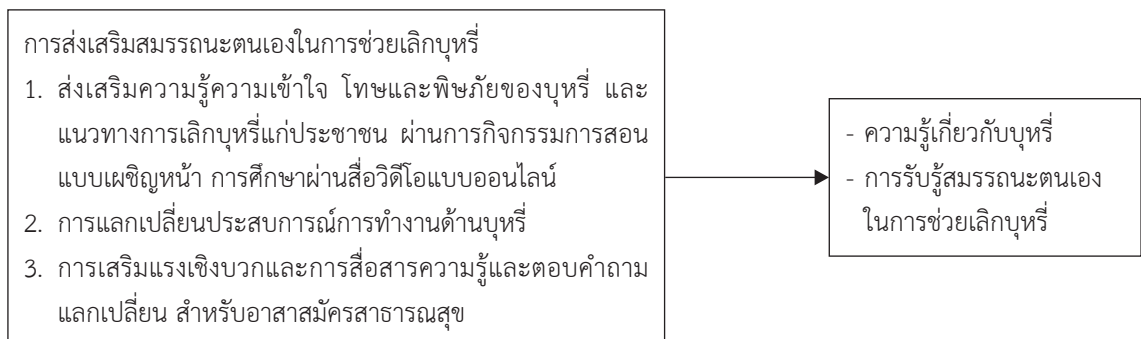 การส่งเสริมสมรรถนะตนเองในการช่วยเลิกบุหรี่
1. ส่งเสริมความรู้ความเข้าใจ โทษและพิษภัยของบุหรี่ และ
แนวทางการเลิกบุหรี่แก่ประชาชน ผ่านการกิจกรรมการสอน
แบบเผชิญหน้า การศึกษาผ่านสื่อวิดีโอแบบออนไลน์
2. การแลกเปลี่ยนประสบการณ์การทำงานด้านบุหรี่
3. การเสริมแรงเชิงบวกและการสื่อสารความรู้และตอบคำถาม
แลกเปลี่ยน สำหรับอาสาสมัครสาธารณสุข
- ความรู้เกี่ยวกับบุหรี่
- การรับรู้สมรรถนะตนเอง
ในการช่วยเลิกบุหรี่